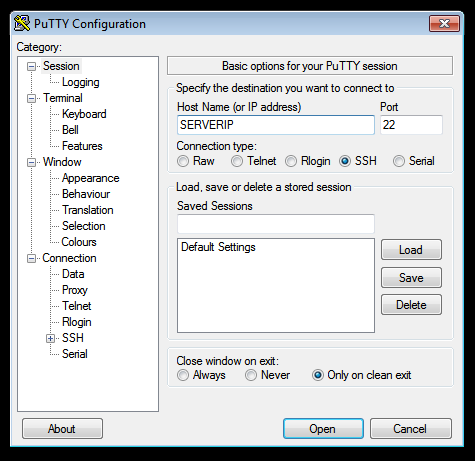 PuTTY Configuration
Category:
Session
Logging
Terminal
Keyboard
Bell
Features
Window
Appearance
Behaviour
Translation
Selection
Colours
Connection
Data
Proxy
Telnet
Rlogin
SSH
Serial
Basic options for your PuTTY session
Specify the destination you want to connect to
Host Name (or IP address) Port
SERVERIP 22
Connection type:
Raw Telnet Rlogin SSH Serial
Load, save or delete a stored session
Saved Sessions
Default Settings
Load
Save
Delete
Close window on exit:
Always Never Only on clean exit
About Open Cancel